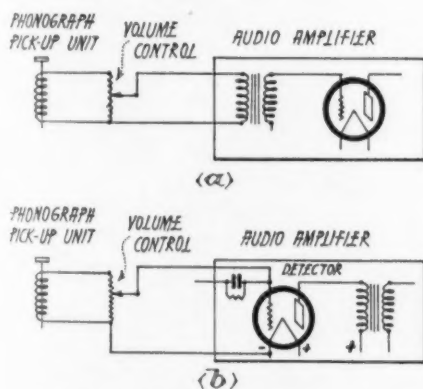 PHONOGRAPH
PICK-UP UNIT
VOLUME
CONTROL
AUDIO AMPLIFIER
(a)
PHONOGRAPH
PICK-UP UNIT
VOLUME
CONTROL
AUDIO AMPLIFIER
DETECTOR
- + +
(b)